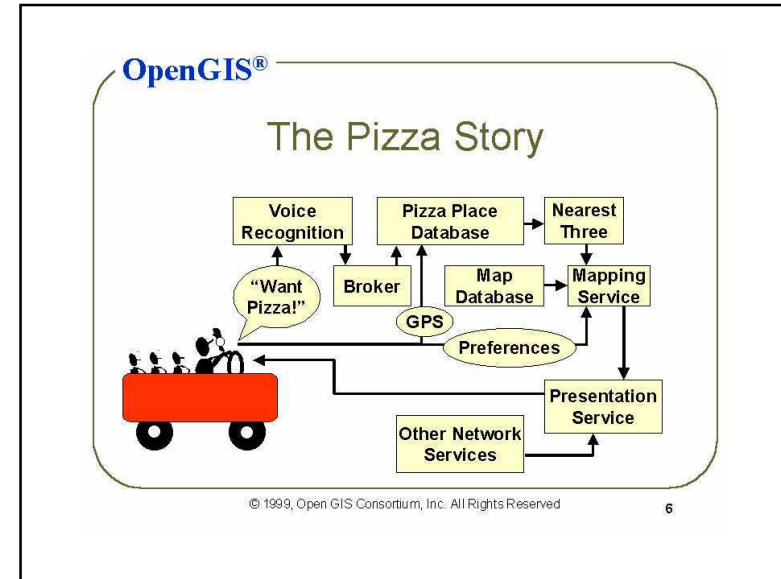 OpenGIS®
The Pizza Story
Voice
Recognition
Pizza Place
Database
Nearest
Three
“Want
Pizza!”
Broker
Map
Database
Mapping
Service
GPS
Preferences
Presentation
Service
Other Network
Services
© 1999, Open GIS Consortium, Inc. All Rights Reserved
6